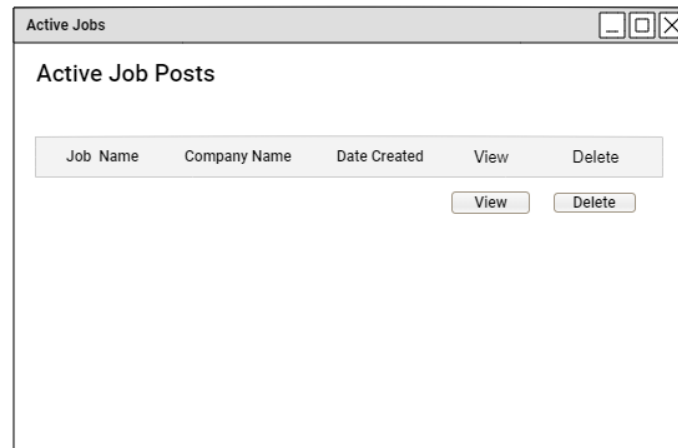 Active Jobs
Active Job Posts
Job Name Company Name Date Created View Delete
View Delete